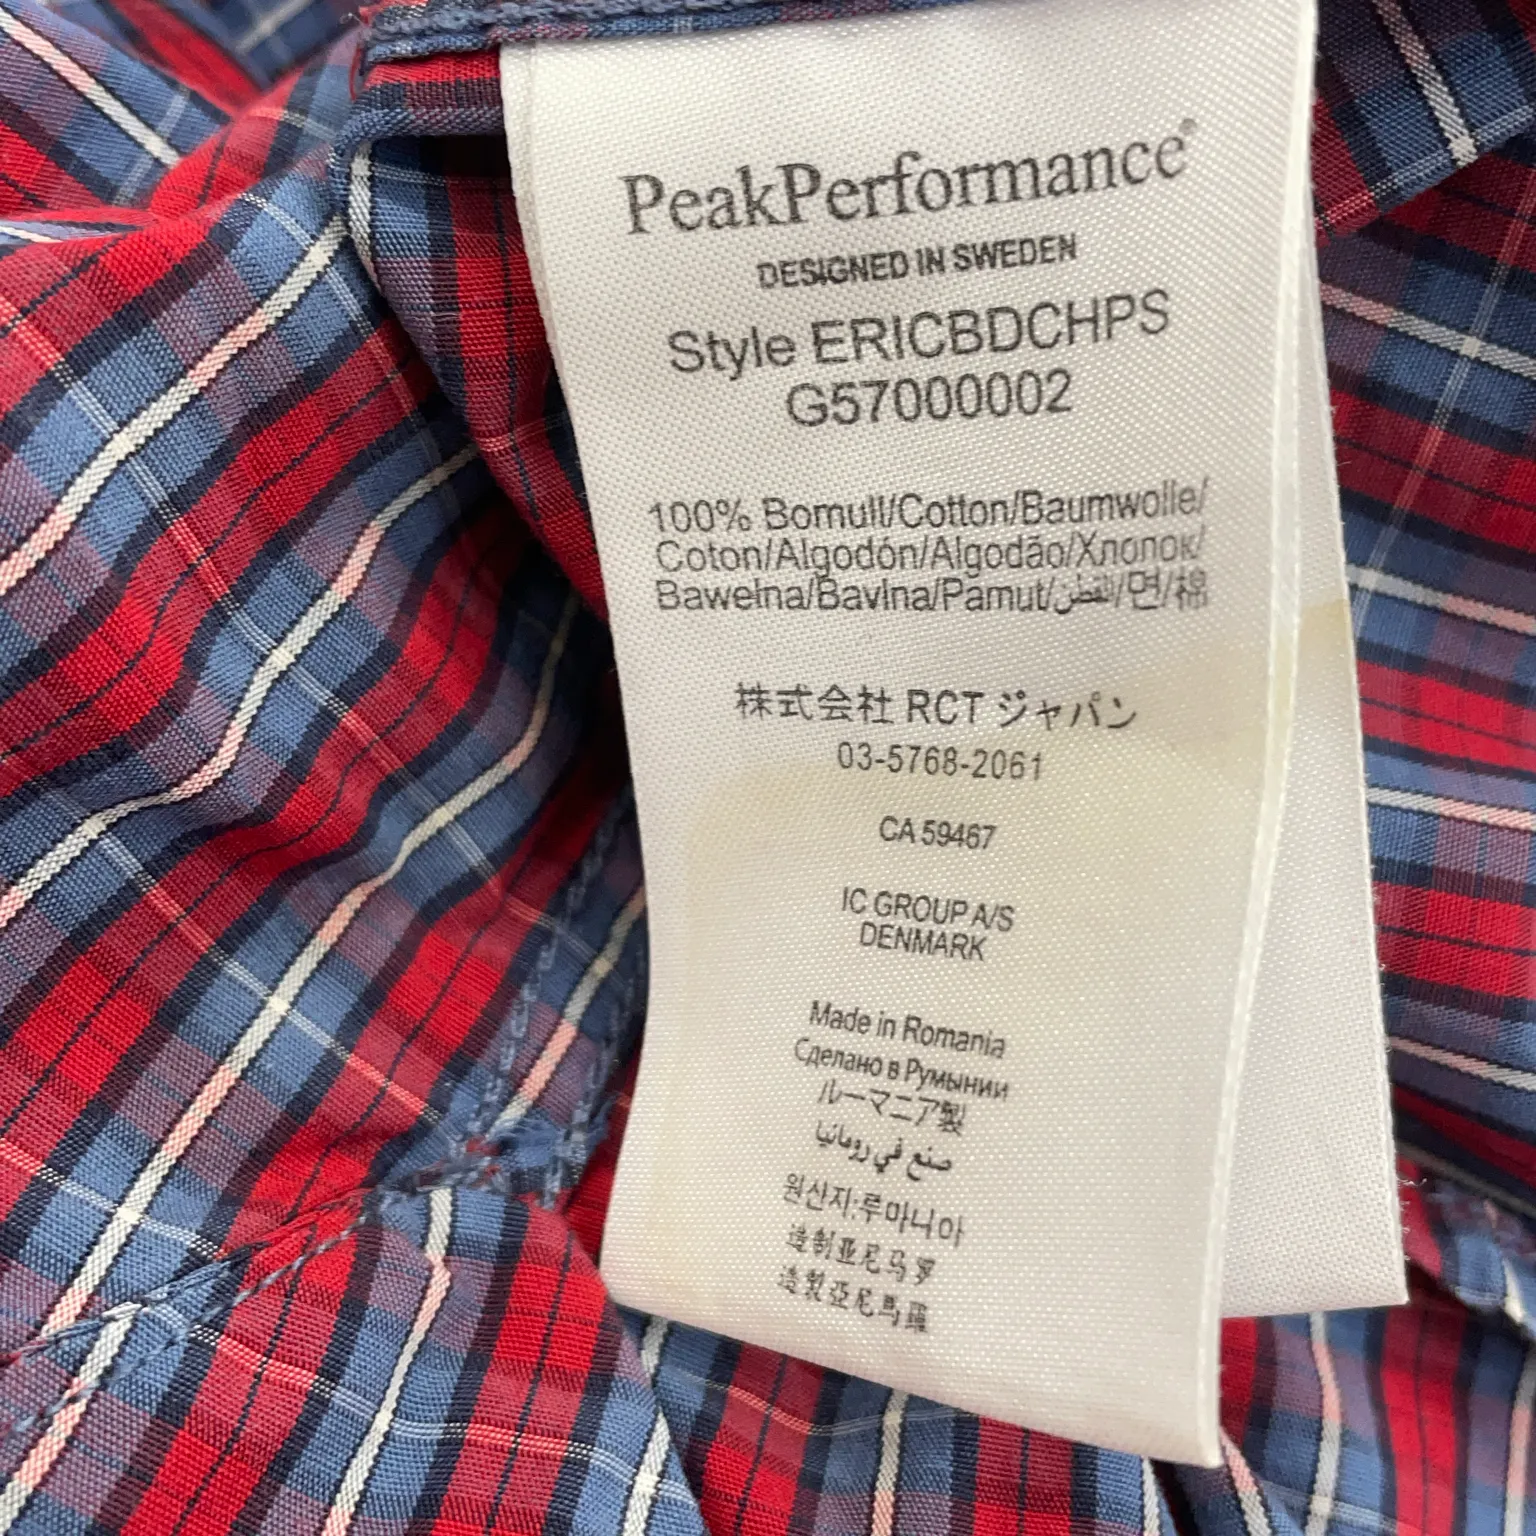 PeakPerformance®
DESIGNED IN SWEDEN
Style ERICBDCHPS
G57000002
100% Bomull/Cotton/Baumwolle/
Coton/Algodón/Algodão/Хлопок/
Bawełna/Bavlna/Pamut/القطن/면/棉
株式会社 RCT ジャパン
03-5768-2061
CA 59467
IC GROUP A/S
DENMARK
Made in Romania
Сделано в Румынии
ルーマニア製
صنع في رومانيا
원산지:루마니아
造制亚尼马罗
造製亞尼馬羅